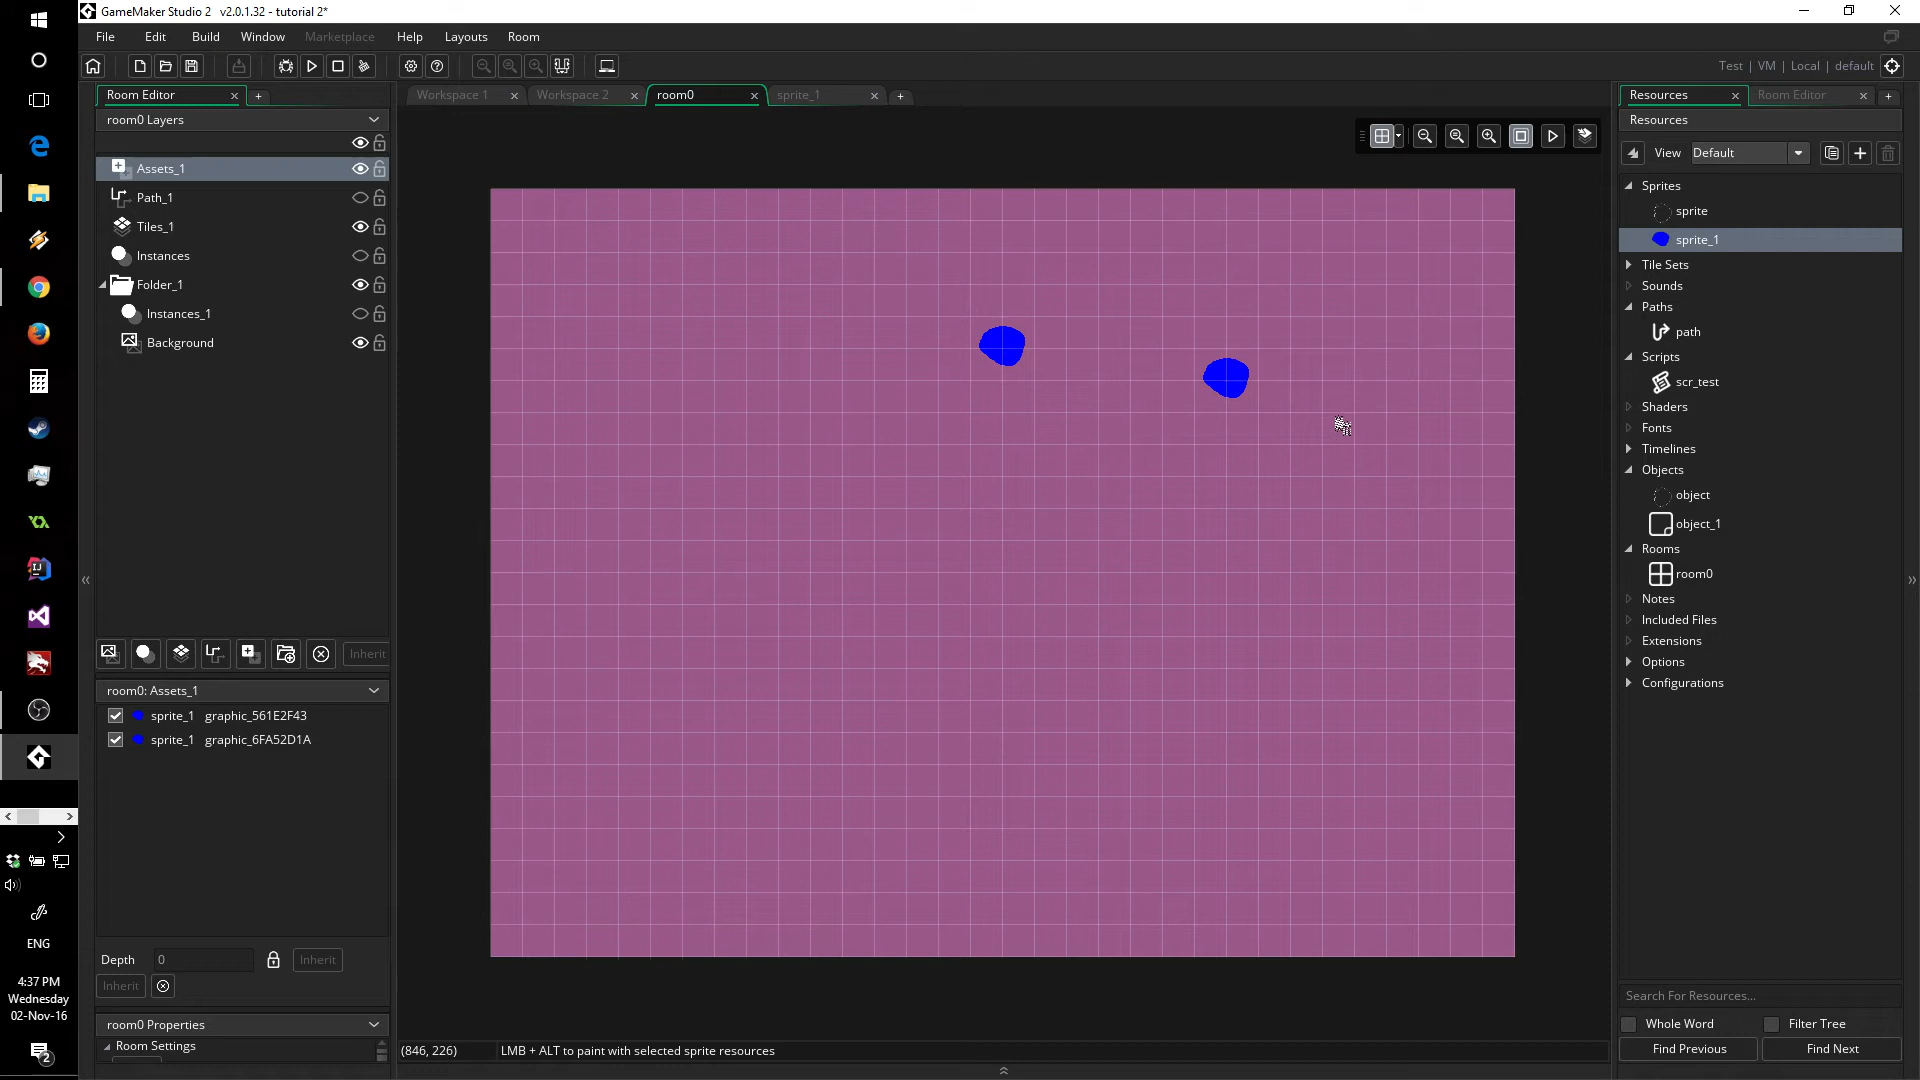 GameMaker Studio 2 v2.0.1.32 - tutorial 2*
File Edit Build Window Marketplace Help Layouts Room
Test | VM | Local | default
Room Editor
Workspace 1 Workspace 2 room0 sprite_1
Resources Room Editor
room0 Layers
Resources
View Default
Assets_1
Path_1
Tiles_1
Instances
Folder_1
Instances_1
Background
Inherit
room0: Assets_1
sprite_1 graphic_561E2F43
sprite_1 graphic_6FA52D1A
Depth 0 Inherit
Inherit
room0 Properties
Room Settings
(846, 226) LMB + ALT to paint with selected sprite resources
Sprites
sprite
sprite_1
Tile Sets
Sounds
Paths
path
Scripts
scr_test
Shaders
Fonts
Timelines
Objects
object
object_1
Rooms
room0
Notes
Included Files
Extensions
Options
Configurations
Search For Resources...
Whole Word Filter Tree
Find Previous Find Next
ENG
4:37 PM
Wednesday
02-Nov-16
2